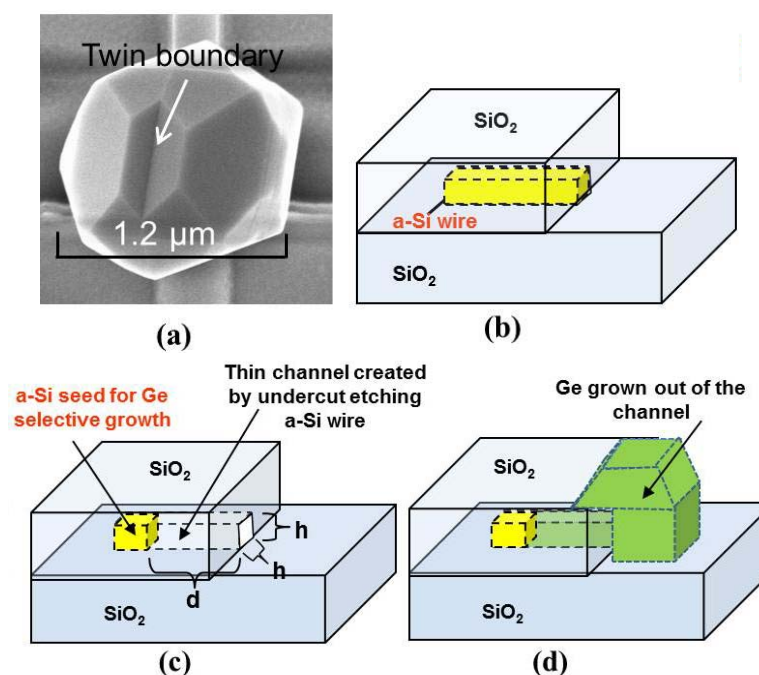 Twin boundary
1.2 µm
(a)
SiO2
a-Si wire
SiO2
(b)
a-Si seed for Ge
selective growth
Thin channel created
by undercut etching
a-Si wire
SiO2
h
h
d
SiO2
(c)
Ge grown out of the
channel
SiO2
SiO2
(d)